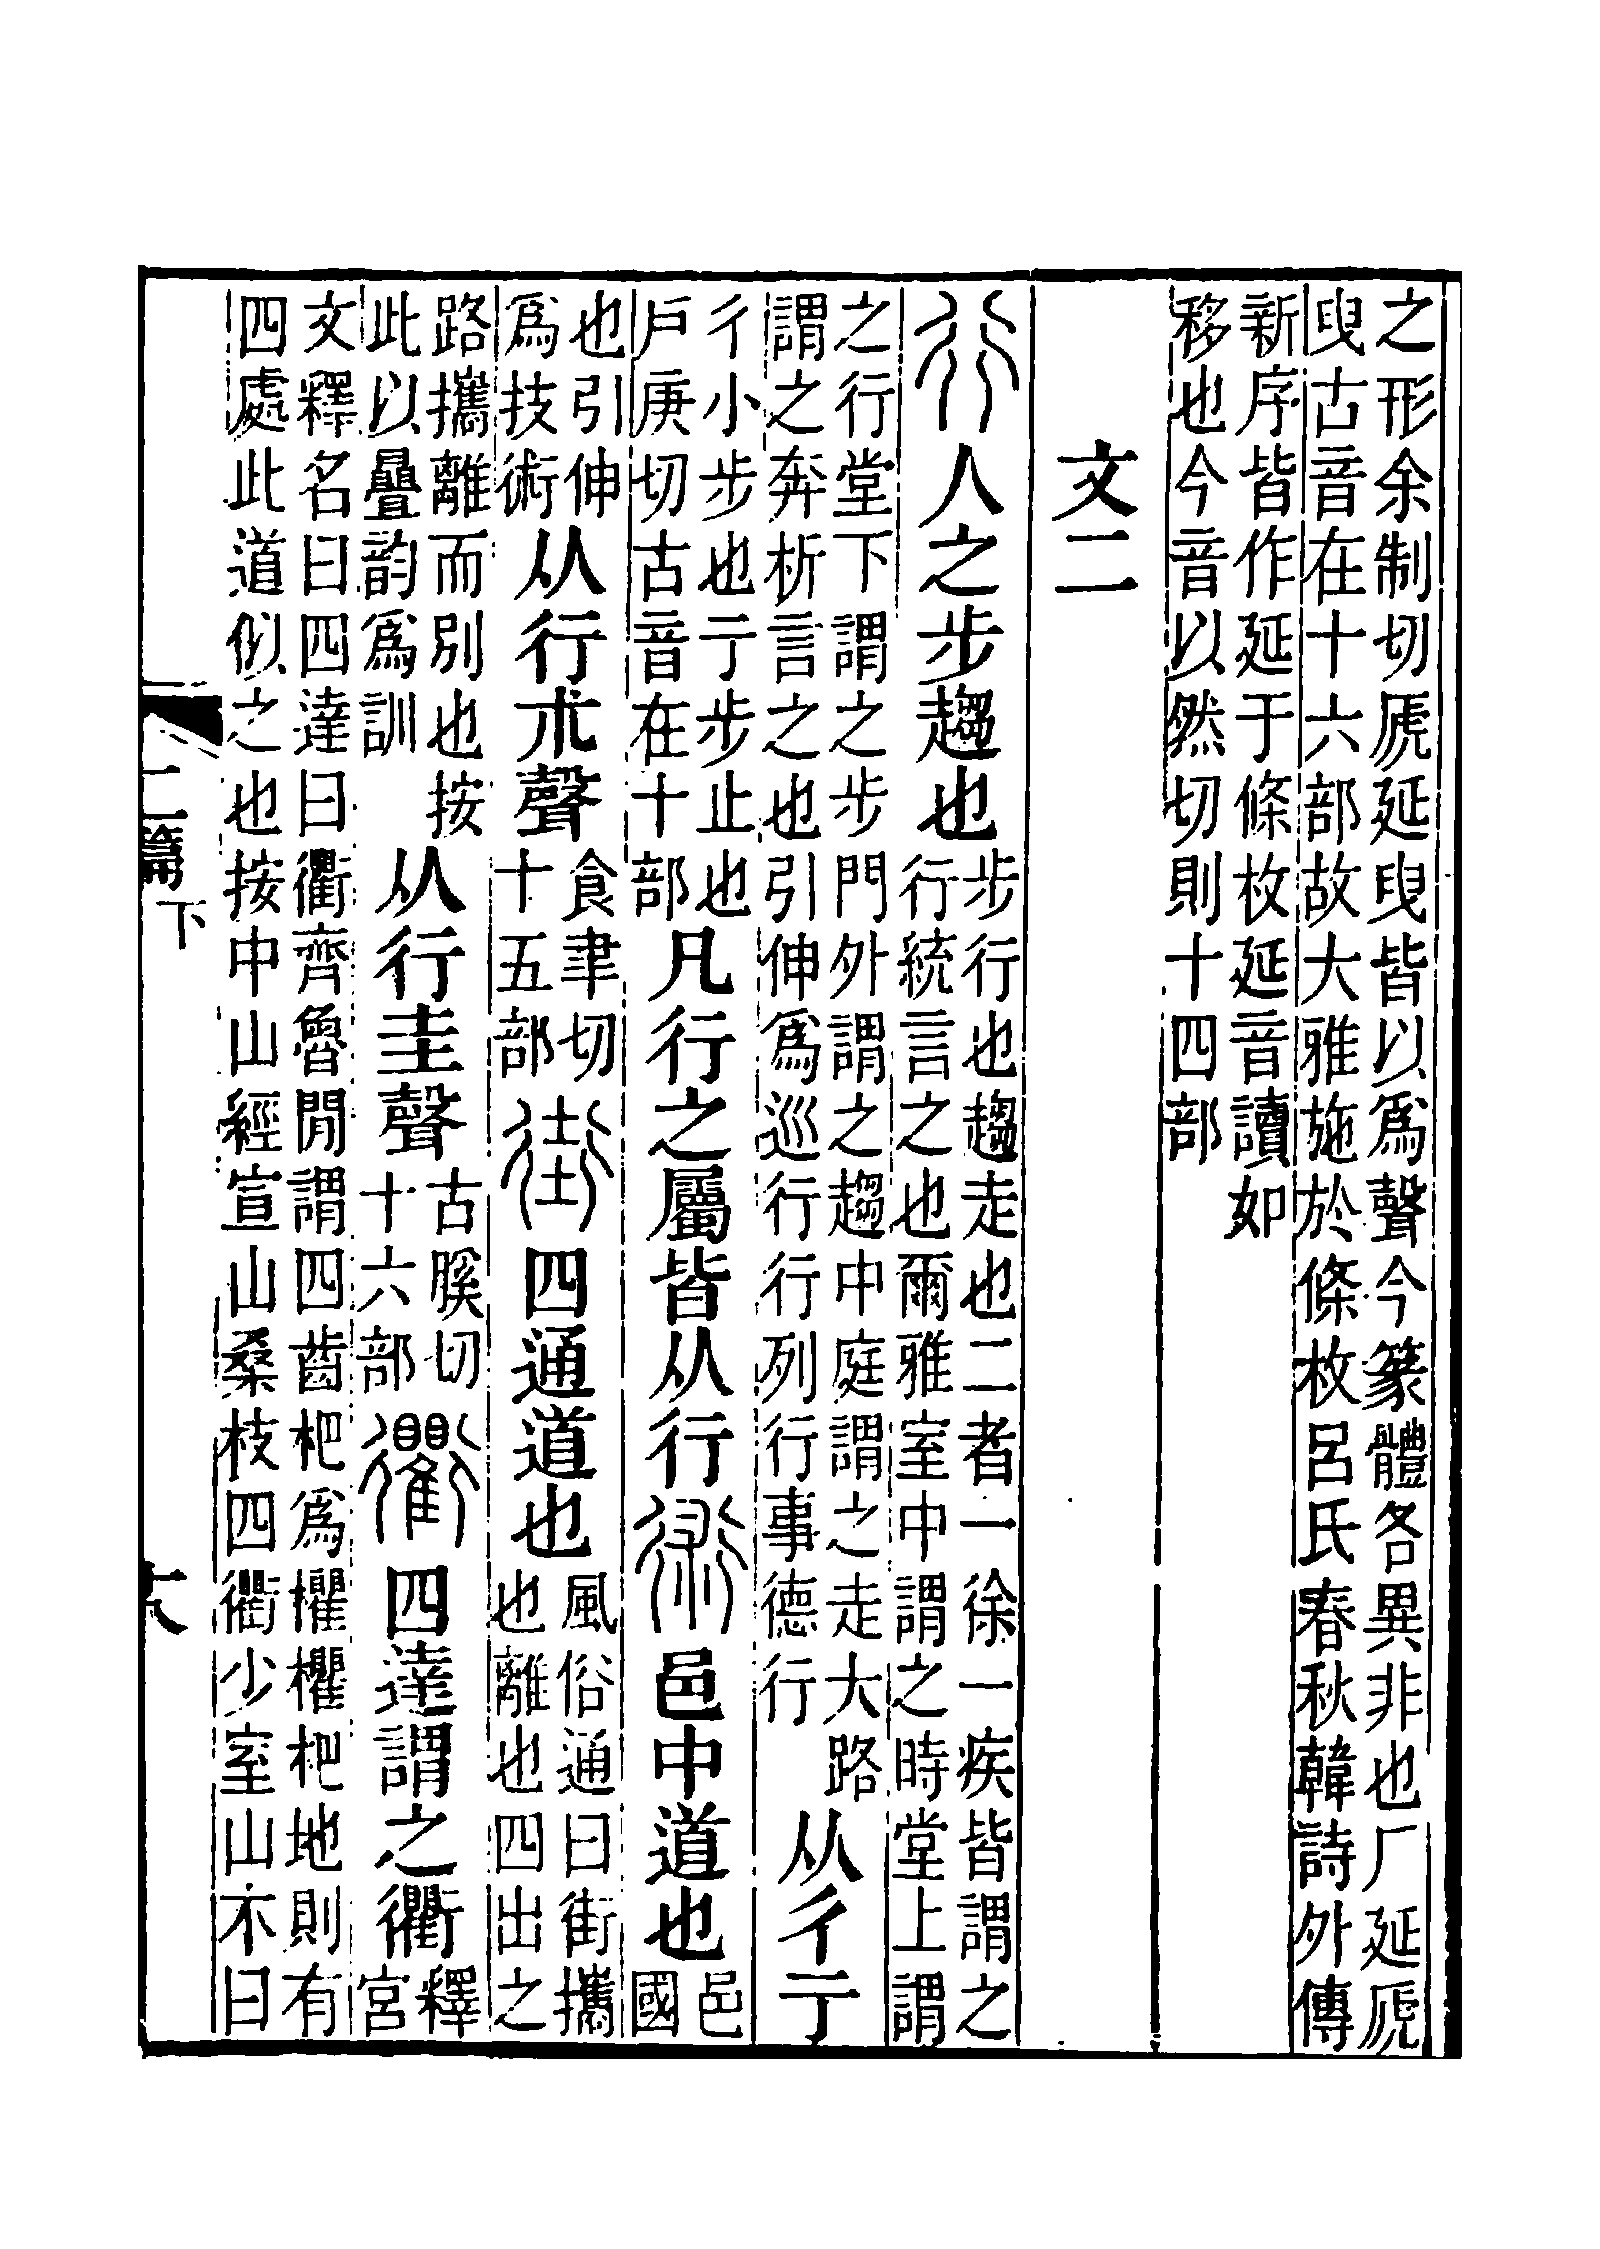 之形余制切虒延曳皆以爲聲今篆體各異非也厂延虒
曳古音在十六部故大雅施於條枚呂氏春秋韓詩外傳
新序皆作延于條枚延音讀如
移也今音以然切則十四部
文二
行人之步趨也步行也趨走也二者一徐一疾皆謂之
行統言之也爾雅室中謂之時堂上謂
之行堂下謂之步門外謂之趨中庭謂之走大路
謂之奔析言之也引伸爲巡行行列行事德行
从彳亍
彳小步也亍步止也
戶庚切古音在十部
凡行之屬皆从行
術邑中道也邑
國
也引伸
爲技術
从行朮聲食聿切
十五部
街四通道也風俗通曰街攜
也離也四出之
路攜離而別也按
此以疊韵爲訓
从行圭聲古膎切
十六部
衢四達謂之衢釋
宮
文釋名曰四達曰衢齊魯閒謂四齒杷爲欋欋杷地則有
四處此道似之也按中山經宣山桑枝四衢少室山木曰
二篇下
大